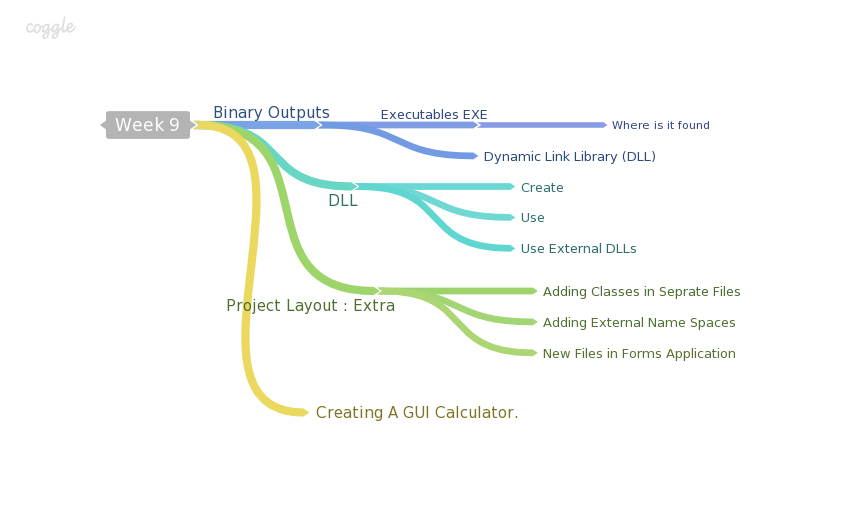 coggle
Week 9
Binary Outputs
Executables EXE
Where is it found
Dynamic Link Library (DLL)
DLL
Create
Use
Use External DLLs
Project Layout : Extra
Adding Classes in Seprate Files
Adding External Name Spaces
New Files in Forms Application
Creating A GUI Calculator.